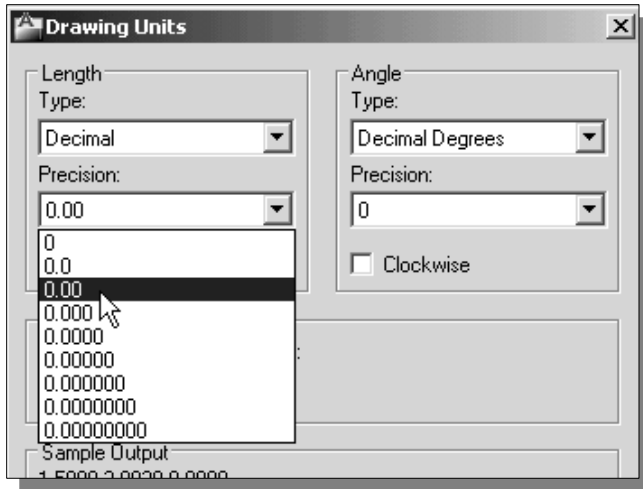 Drawing Units
Length
Type:
Decimal
Precision:
0.00
0
0.0
0.00
0.000
0.0000
0.00000
0.000000
0.0000000
0.00000000
Angle
Type:
Decimal Degrees
Precision:
0
Clockwise
:
Sample Output